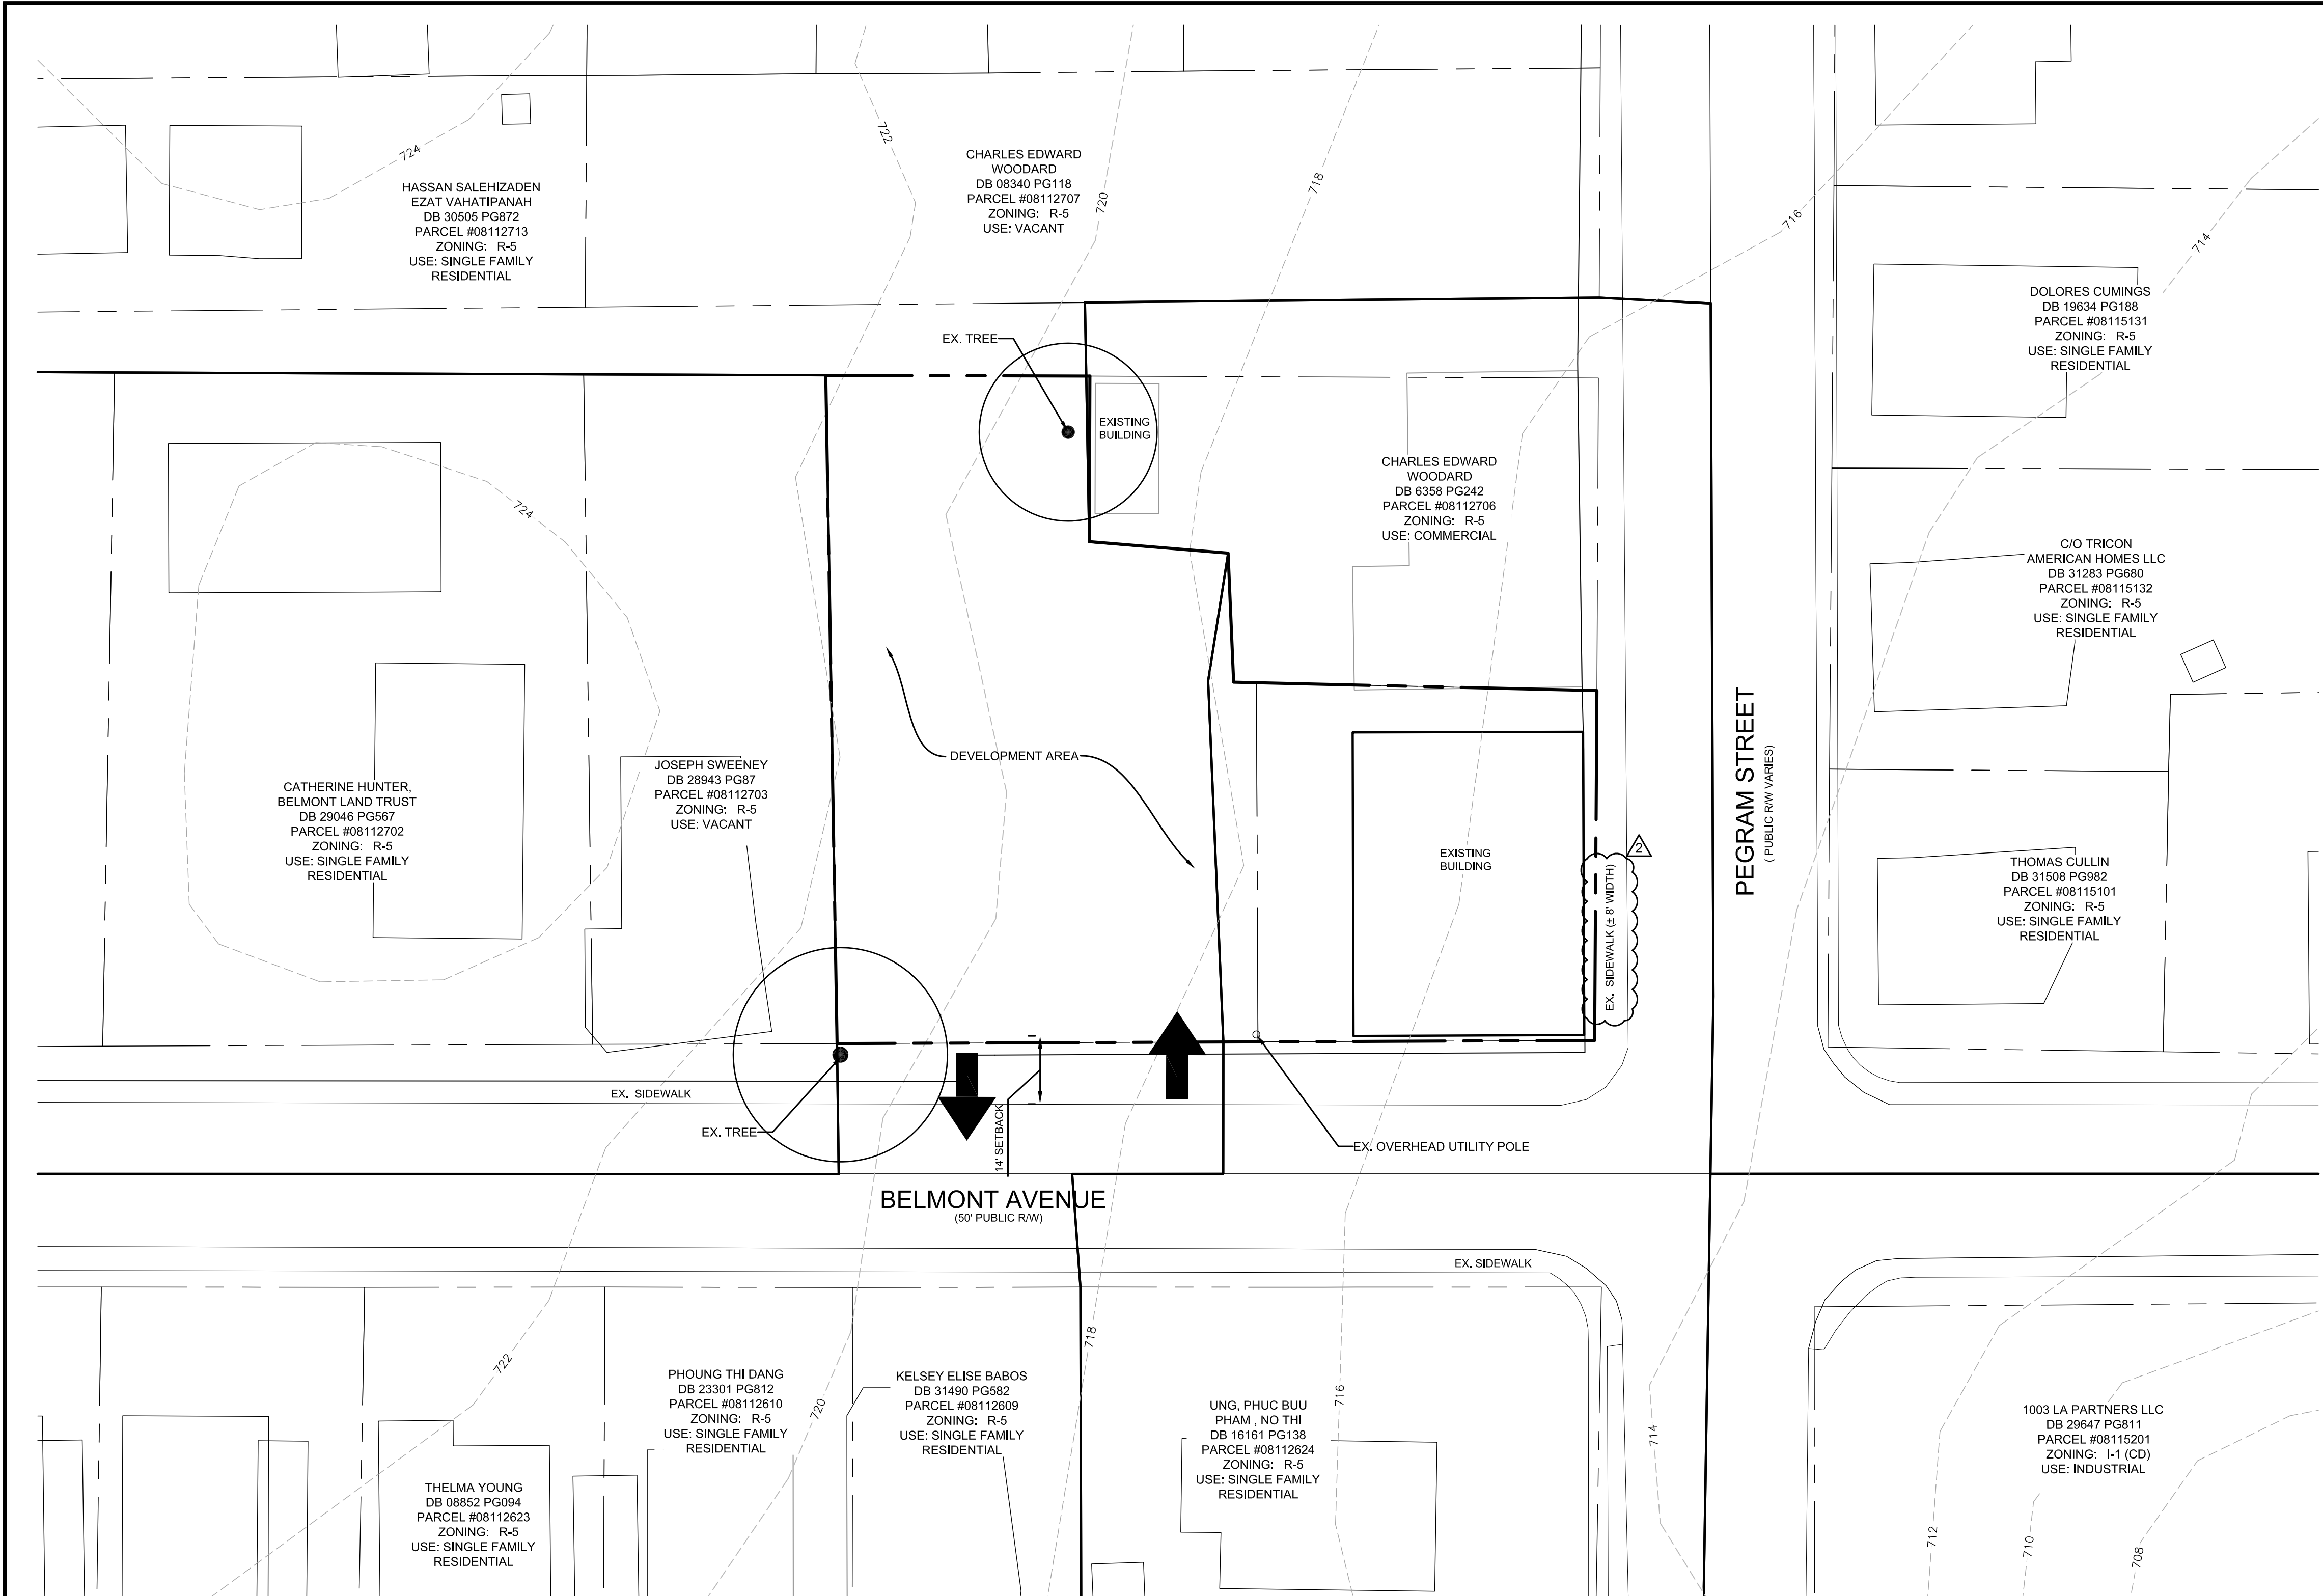 724
722
HASSAN SALEHIZADEN
EZAT VAHATIPANAH
DB 30505 PG872
PARCEL #08112713
ZONING: R-5
USE: SINGLE FAMILY
RESIDENTIAL
CHARLES EDWARD
WOODARD
DB 08340 PG118
PARCEL #08112707
ZONING: R-5
USE: VACANT
720
718
716
714
DOLORES CUMINGS
DB 19634 PG188
PARCEL #08115131
ZONING: R-5
USE: SINGLE FAMILY
RESIDENTIAL
EX. TREE
EXISTING
BUILDING
CHARLES EDWARD
WOODARD
DB 6358 PG242
PARCEL #08112706
ZONING: R-5
USE: COMMERCIAL
724
C/O TRICON
AMERICAN HOMES LLC
DB 31283 PG680
PARCEL #08115132
ZONING: R-5
USE: SINGLE FAMILY
RESIDENTIAL
DEVELOPMENT AREA
CATHERINE HUNTER,
BELMONT LAND TRUST
DB 29046 PG567
PARCEL #08112702
ZONING: R-5
USE: SINGLE FAMILY
RESIDENTIAL
JOSEPH SWEENEY
DB 28943 PG87
PARCEL #08112703
ZONING: R-5
USE: VACANT
EXISTING
BUILDING
2
EX. SIDEWALK (± 8' WIDTH)
PEGRAM STREET
( PUBLIC R/W VARIES)
THOMAS CULLIN
DB 31508 PG982
PARCEL #08115101
ZONING: R-5
USE: SINGLE FAMILY
RESIDENTIAL
EX. SIDEWALK
EX. TREE
14' SETBACK
EX. OVERHEAD UTILITY POLE
BELMONT AVENUE
(50' PUBLIC R/W)
EX. SIDEWALK
722
720
718
716
714
712
710
708
THELMA YOUNG
DB 08852 PG094
PARCEL #08112623
ZONING: R-5
USE: SINGLE FAMILY
RESIDENTIAL
PHOUNG THI DANG
DB 23301 PG812
PARCEL #08112610
ZONING: R-5
USE: SINGLE FAMILY
RESIDENTIAL
KELSEY ELISE BABOS
DB 31490 PG582
PARCEL #08112609
ZONING: R-5
USE: SINGLE FAMILY
RESIDENTIAL
UNG, PHUC BUU
PHAM , NO THI
DB 16161 PG138
PARCEL #08112624
ZONING: R-5
USE: SINGLE FAMILY
RESIDENTIAL
1003 LA PARTNERS LLC
DB 29647 PG811
PARCEL #08115201
ZONING: I-1 (CD)
USE: INDUSTRIAL